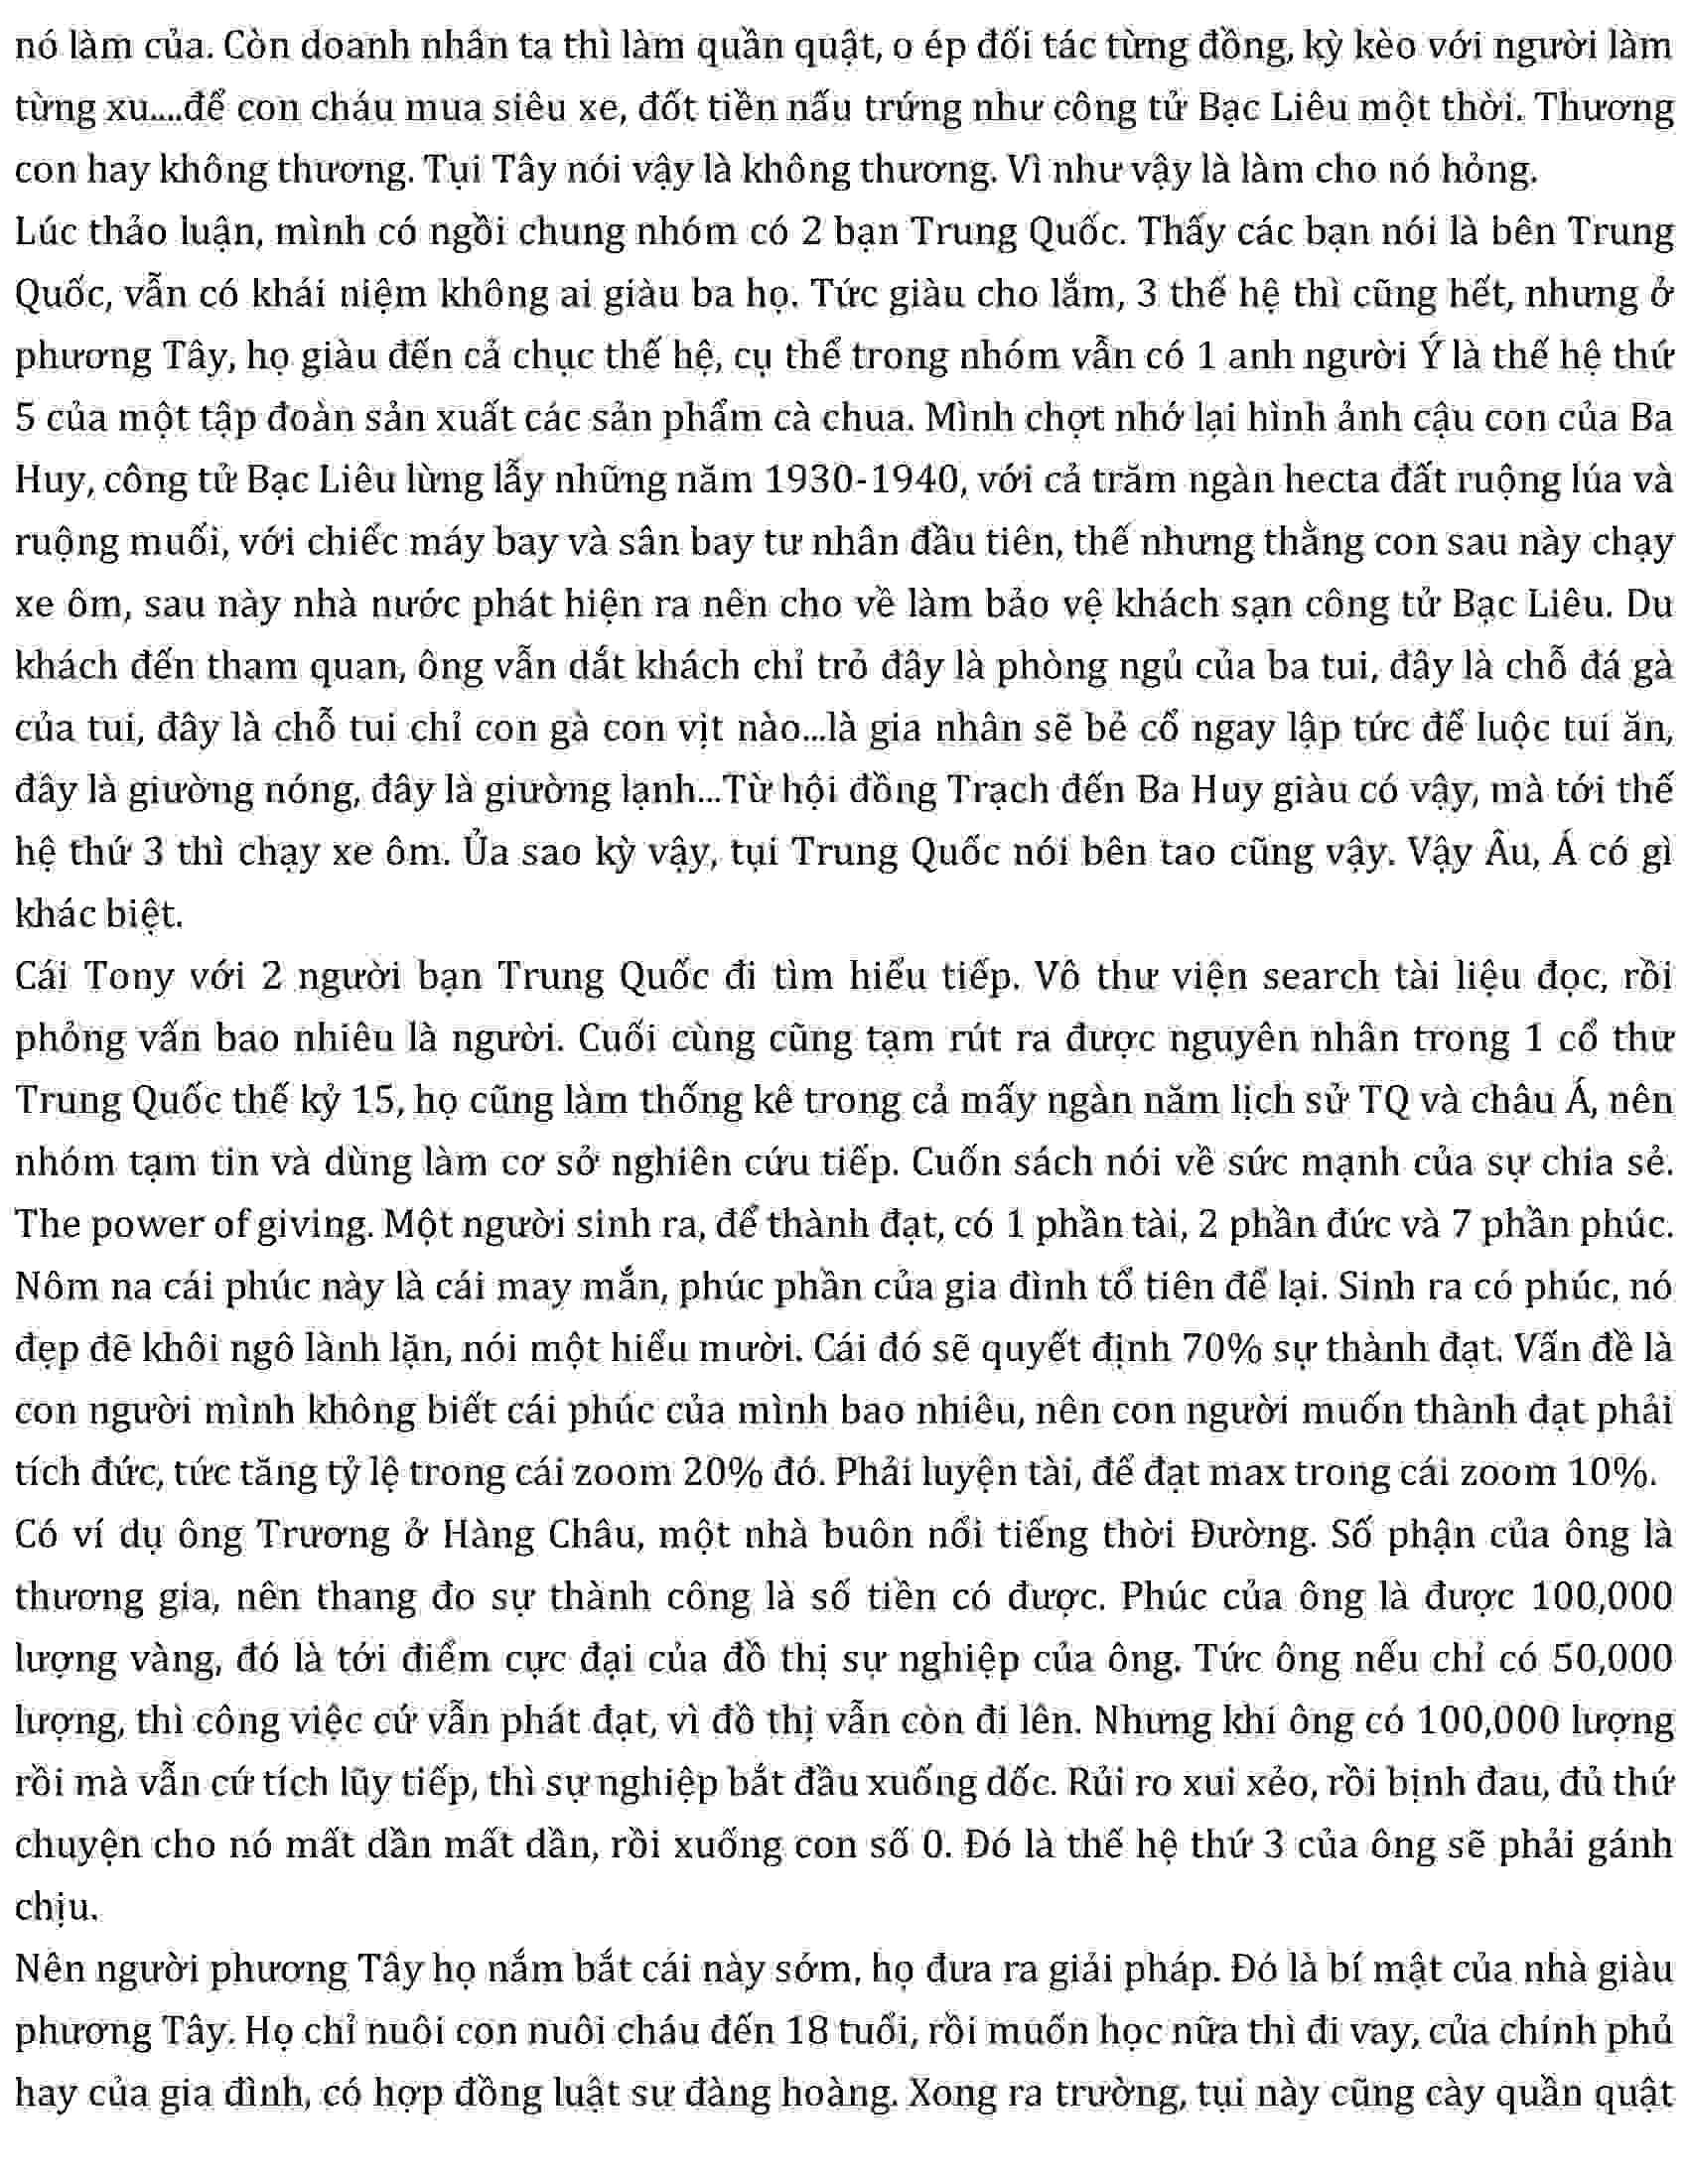 nó làm của. Còn doanh nhân ta thì làm quần quật, o ép đối tác từng đồng, kỳ kèo với người làm
từng xu....để con cháu mua siêu xe, đốt tiền nấu trứng như công tử Bạc Liêu một thời. Thương
con hay không thương. Tụi Tây nói vậy là không thương. Vì như vậy là làm cho nó hỏng.
Lúc thảo luận, mình có ngồi chung nhóm có 2 bạn Trung Quốc. Thấy các bạn nói là bên Trung
Quốc, vẫn có khái niệm không ai giàu ba họ. Tức giàu cho lắm, 3 thế hệ thì cũng hết, nhưng ở
phương Tây, họ giàu đến cả chục thế hệ, cụ thể trong nhóm vẫn có 1 anh người Ý là thế hệ thứ
5 của một tập đoàn sản xuất các sản phẩm cà chua. Mình chợt nhớ lại hình ảnh cậu con của Ba
Huy, công tử Bạc Liêu lừng lẫy những năm 1930-1940, với cả trăm ngàn hecta đất ruộng lúa và
ruộng muối, với chiếc máy bay và sân bay tư nhân đầu tiên, thế nhưng thằng con sau này chạy
xe ôm, sau này nhà nước phát hiện ra nên cho về làm bảo vệ khách sạn công tử Bạc Liêu. Du
khách đến tham quan, ông vẫn dắt khách chỉ trỏ đây là phòng ngủ của ba tui, đây là chỗ đá gà
của tui, đây là chỗ tui chỉ con gà con vịt nào...là gia nhân sẽ bẻ cổ ngay lập tức để luộc tui ăn,
đây là giường nóng, đây là giường lạnh...Từ hội đồng Trạch đến Ba Huy giàu có vậy, mà tới thế
hệ thứ 3 thì chạy xe ôm. Ủa sao kỳ vậy, tụi Trung Quốc nói bên tao cũng vậy. Vậy Âu, Á có gì
khác biệt.
Cái Tony với 2 người bạn Trung Quốc đi tìm hiểu tiếp. Vô thư viện search tài liệu đọc, rồi
phỏng vấn bao nhiêu là người. Cuối cùng cũng tạm rút ra được nguyên nhân trong 1 cổ thư
Trung Quốc thế kỷ 15, họ cũng làm thống kê trong cả mấy ngàn năm lịch sử TQ và châu Á, nên
nhóm tạm tin và dùng làm cơ sở nghiên cứu tiếp. Cuốn sách nói về sức mạnh của sự chia sẻ.
The power of giving. Một người sinh ra, để thành đạt, có 1 phần tài, 2 phần đức và 7 phần phúc.
Nôm na cái phúc này là cái may mắn, phúc phần của gia đình tổ tiên để lại. Sinh ra có phúc, nó
đẹp đẽ khôi ngô lành lặn, nói một hiểu mười. Cái đó sẽ quyết định 70% sự thành đạt. Vấn đề là
con người mình không biết cái phúc của mình bao nhiêu, nên con người muốn thành đạt phải
tích đức, tức tăng tỷ lệ trong cái zoom 20% đó. Phải luyện tài, để đạt max trong cái zoom 10%.
Có ví dụ ông Trương ở Hàng Châu, một nhà buôn nổi tiếng thời Đường. Số phận của ông là
thương gia, nên thang đo sự thành công là số tiền có được. Phúc của ông là được 100,000
lượng vàng, đó là tới điểm cực đại của đồ thị sự nghiệp của ông. Tức ông nếu chỉ có 50,000
lượng, thì công việc cứ vẫn phát đạt, vì đồ thị vẫn còn đi lên. Nhưng khi ông có 100,000 lượng
rồi mà vẫn cứ tích lũy tiếp, thì sự nghiệp bắt đầu xuống dốc. Rủi ro xui xẻo, rồi bịnh đau, đủ thứ
chuyện cho nó mất dần mất dần, rồi xuống con số 0. Đó là thế hệ thứ 3 của ông sẽ phải gánh
chịu.
Nên người phương Tây họ nắm bắt cái này sớm, họ đưa ra giải pháp. Đó là bí mật của nhà giàu
phương Tây. Họ chỉ nuôi con nuôi cháu đến 18 tuổi, rồi muốn học nữa thì đi vay, của chính phủ
hay của gia đình, có hợp đồng luật sư đàng hoàng. Xong ra trường, tụi này cũng cày quần quật